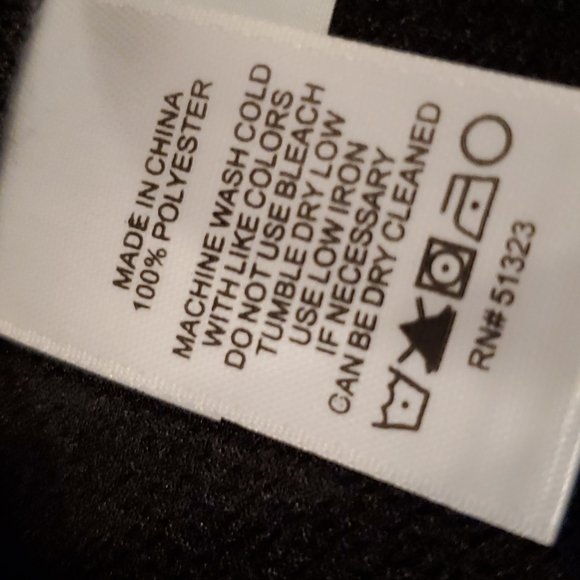 MADE IN CHINA
100% POLYESTER
MACHINE WASH COLD
WITH LIKE COLORS
DO NOT USE BLEACH
TUMBLE DRY LOW
USE LOW IRON
IF NECESSARY
CAN BE DRY CLEANED
RN# 51323